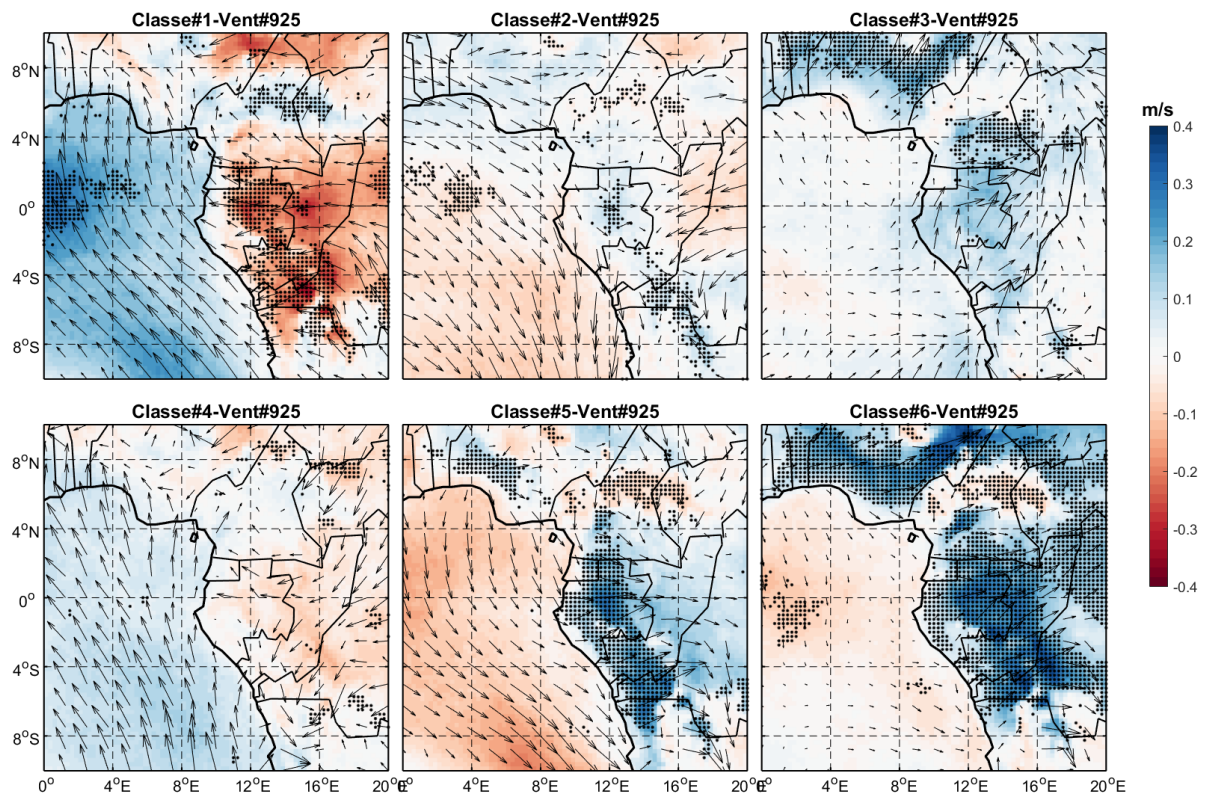 Classe#1-Vent#925
Classe#2-Vent#925
Classe#3-Vent#925
8°N
4°N
0°
4°S
8°S
m/s
0.4
0.3
0.2
0.1
0
-0.1
-0.2
-0.3
-0.4
Classe#4-Vent#925
Classe#5-Vent#925
Classe#6-Vent#925
8°N
4°N
0°
4°S
8°S
0° 4°E 8°E 12°E 16°E 20°E 4°E 8°E 12°E 16°E 20°E 4°E 8°E 12°E 16°E 20°E